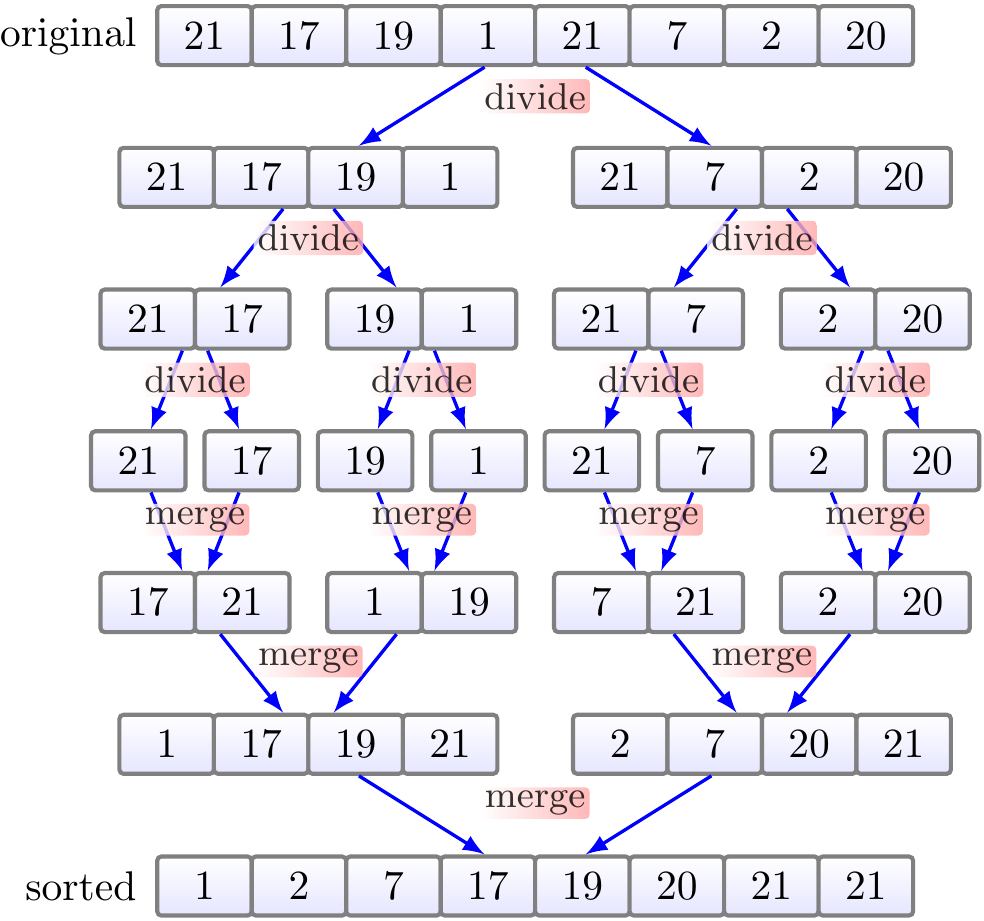 original 21 17 19 1 21 7 2 20
divide
21 17 19 1 21 7 2 20
divide divide
21 17 19 1 21 7 2 20
divide divide divide divide
21 17 19 1 21 7 2 20
merge merge merge merge
17 21 1 19 7 21 2 20
merge merge
1 17 19 21 2 7 20 21
merge
sorted 1 2 7 17 19 20 21 21